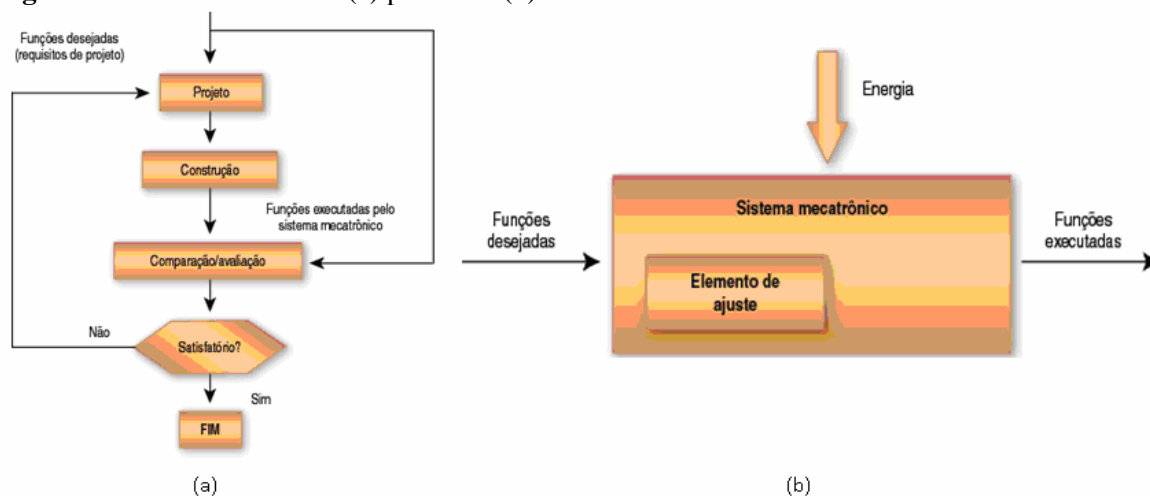 Funções desejadas
(requisitos de projeto)
Projeto
Construção
Funções executadas pelo
sistema mecatrônico
Comparação/avaliação
Não
Satisfatório?
Sim
FIM
(a)
Energia
Sistema mecatrônico
Funções
desejadas
Funções
executadas
Elemento de
ajuste
(b)